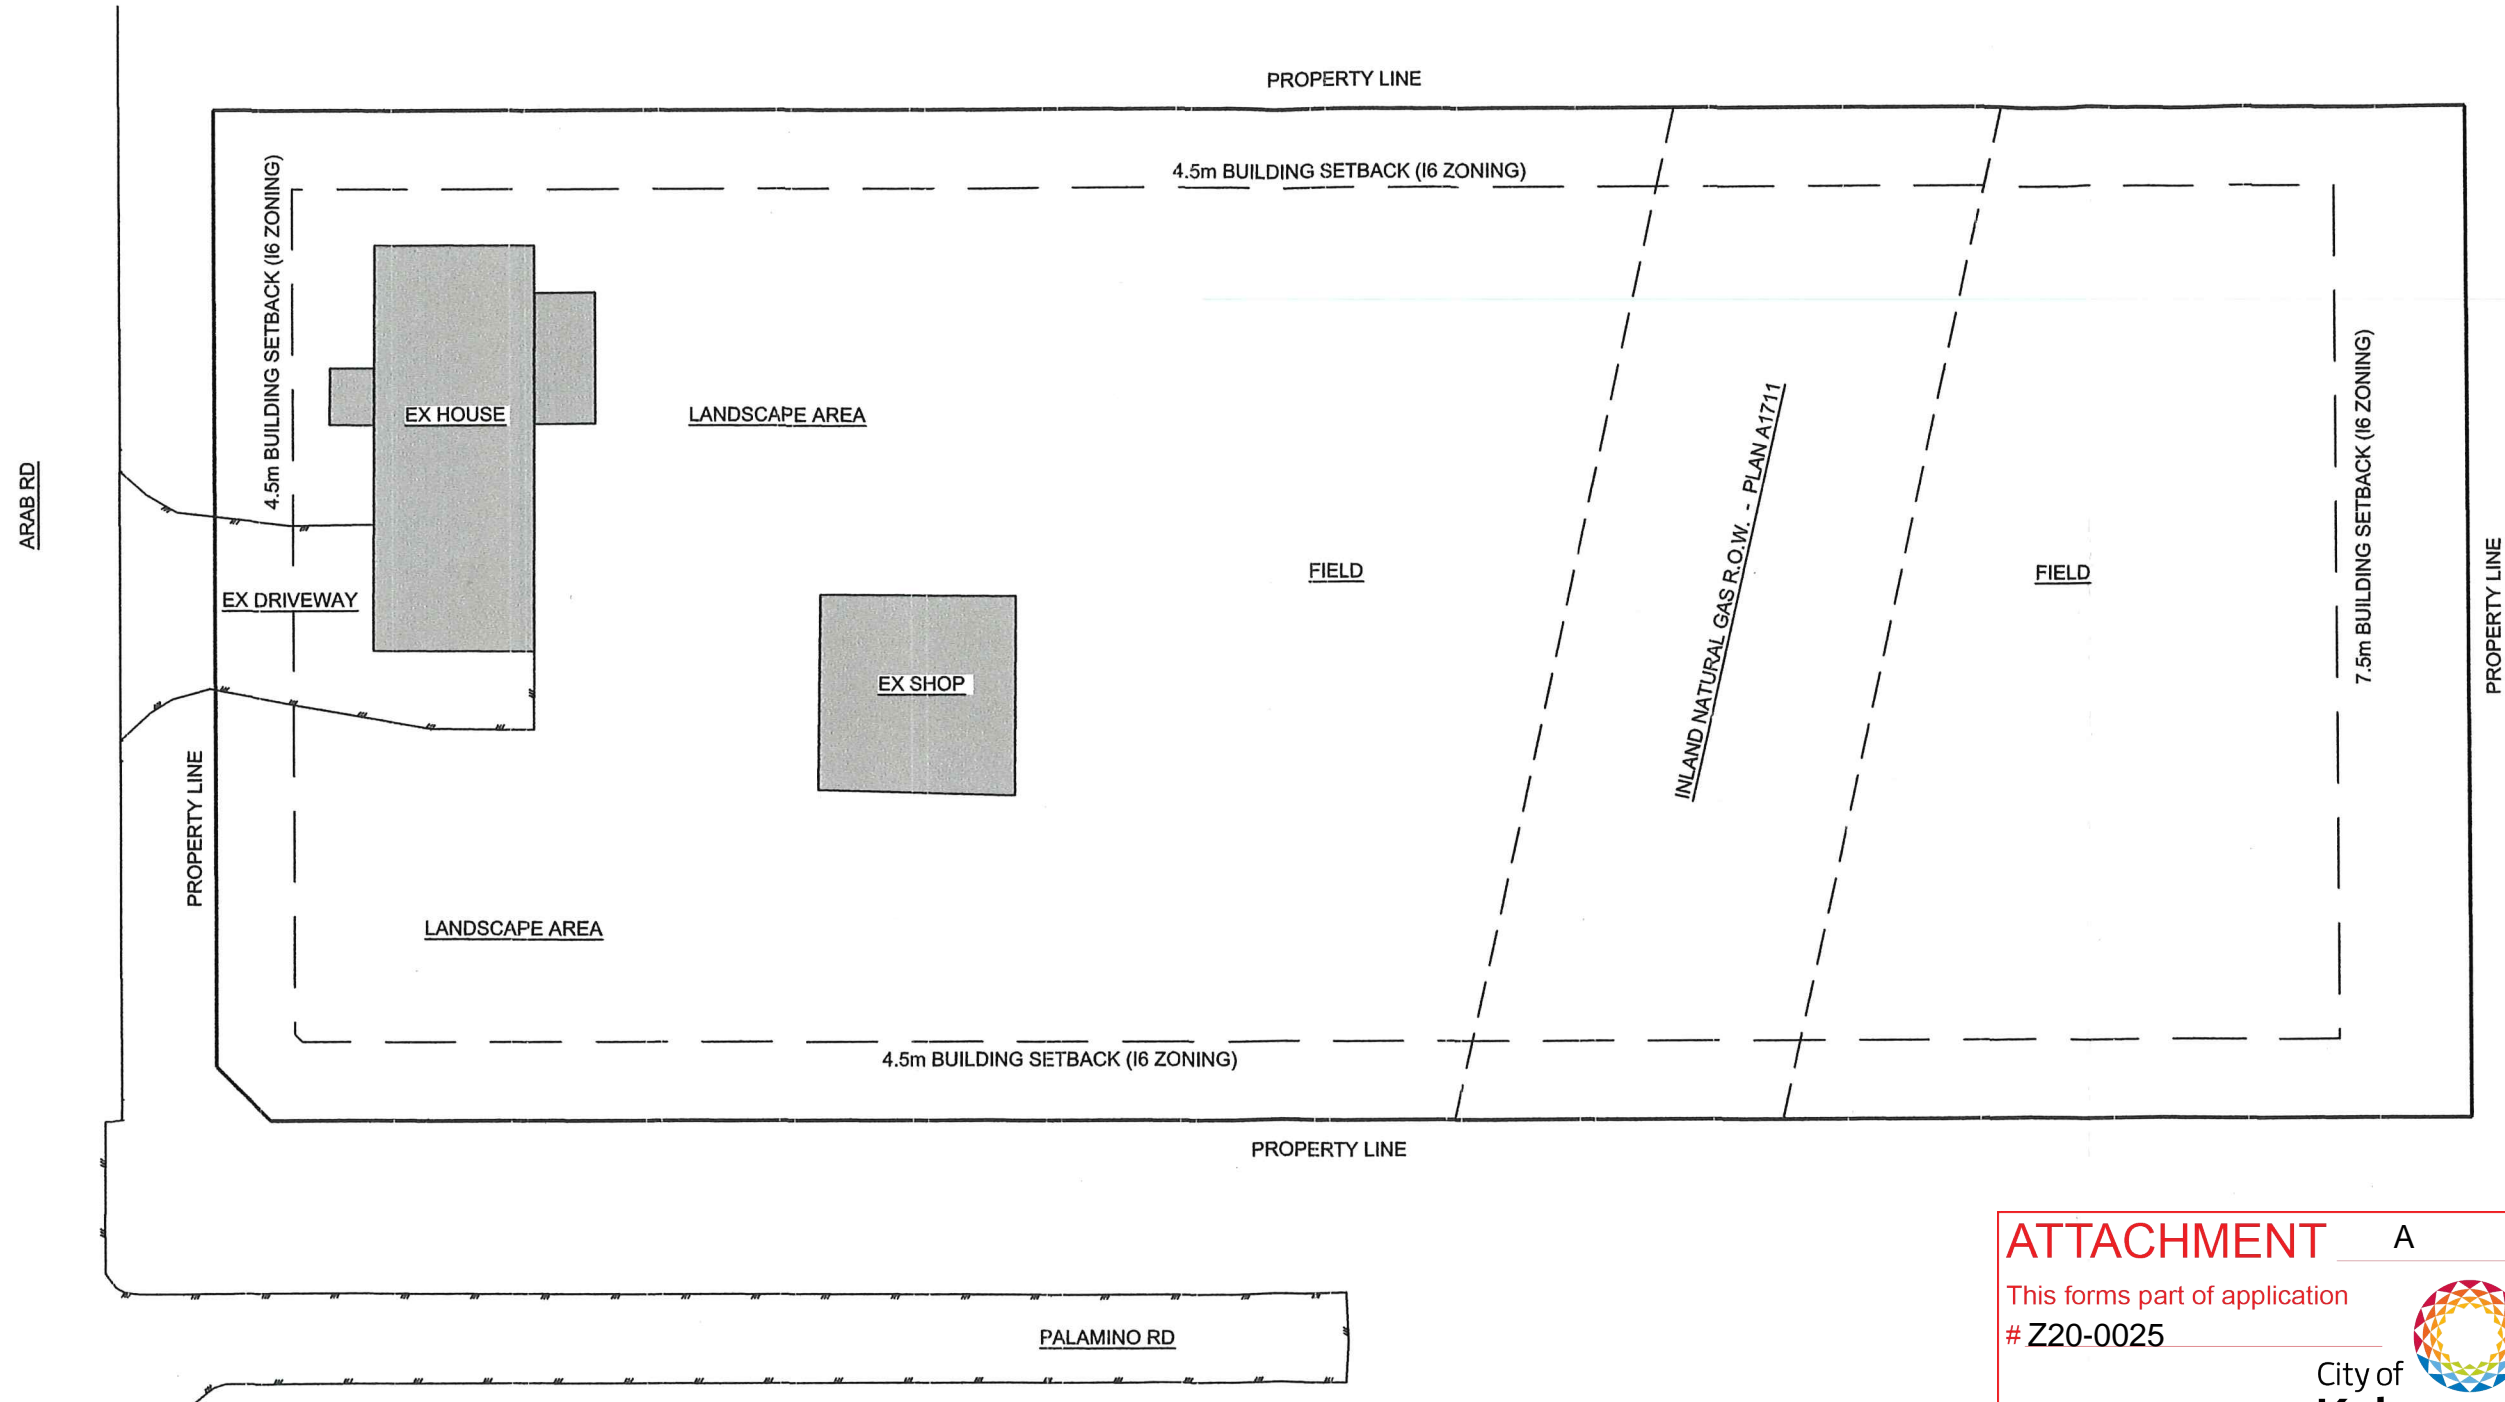 PROPERTY LINE
4.5m BUILDING SETBACK (I6 ZONING)
4.5m BUILDING SETBACK (I6 ZONING)
EX HOUSE
LANDSCAPE AREA
ARAB RD
EX DRIVEWAY
FIELD
INLAND NATURAL GAS R.O.W. - PLAN A1711
FIELD
7.5m BUILDING SETBACK (I6 ZONING)
PROPERTY LINE
EX SHOP
PROPERTY LINE
LANDSCAPE AREA
4.5m BUILDING SETBACK (I6 ZONING)
PROPERTY LINE
PALAMINO RD
ATTACHMENT A
This forms part of application
# Z20-0025
City of